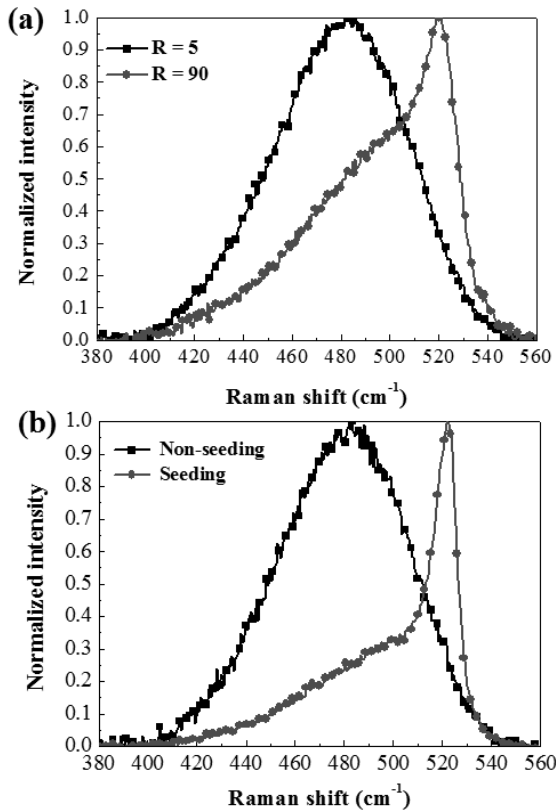 (a)
R = 5
R = 90
Normalized intensity
1.0
0.9
0.8
0.7
0.6
0.5
0.4
0.3
0.2
0.1
0.0
380 400 420 440 460 480 500 520 540 560
Raman shift (cm⁻¹)
(b)
Non-seeding
Seeding
Normalized intensity
1.0
0.9
0.8
0.7
0.6
0.5
0.4
0.3
0.2
0.1
0.0
380 400 420 440 460 480 500 520 540 560
Raman shift (cm⁻¹)